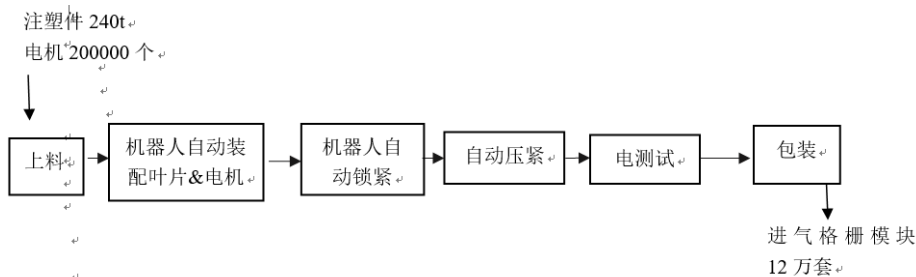 注塑件 240t
电机 200000 个
上料
机器人自动装
配叶片&电机
机器人自
动锁紧
自动压紧
电测试
包装
进气格栅模块
12 万套